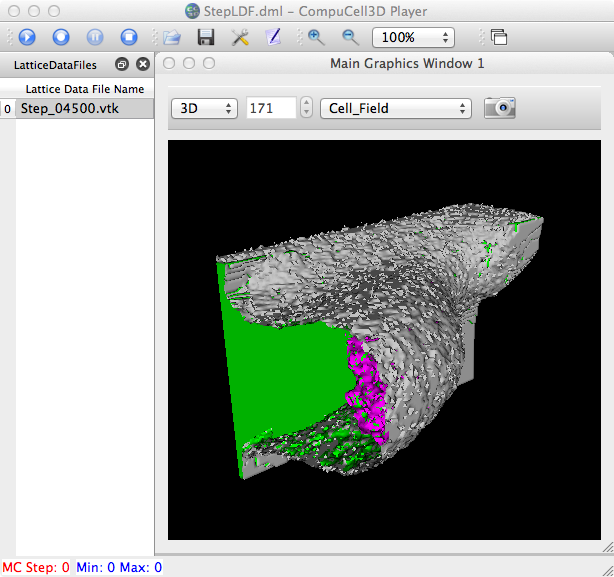 StepLDF.dml – CompuCell3D Player
100%
LatticeDataFiles
Main Graphics Window 1
Lattice Data File Name
0 Step_04500.vtk
3D 171 Cell_Field
MC Step: 0 Min: 0 Max: 0